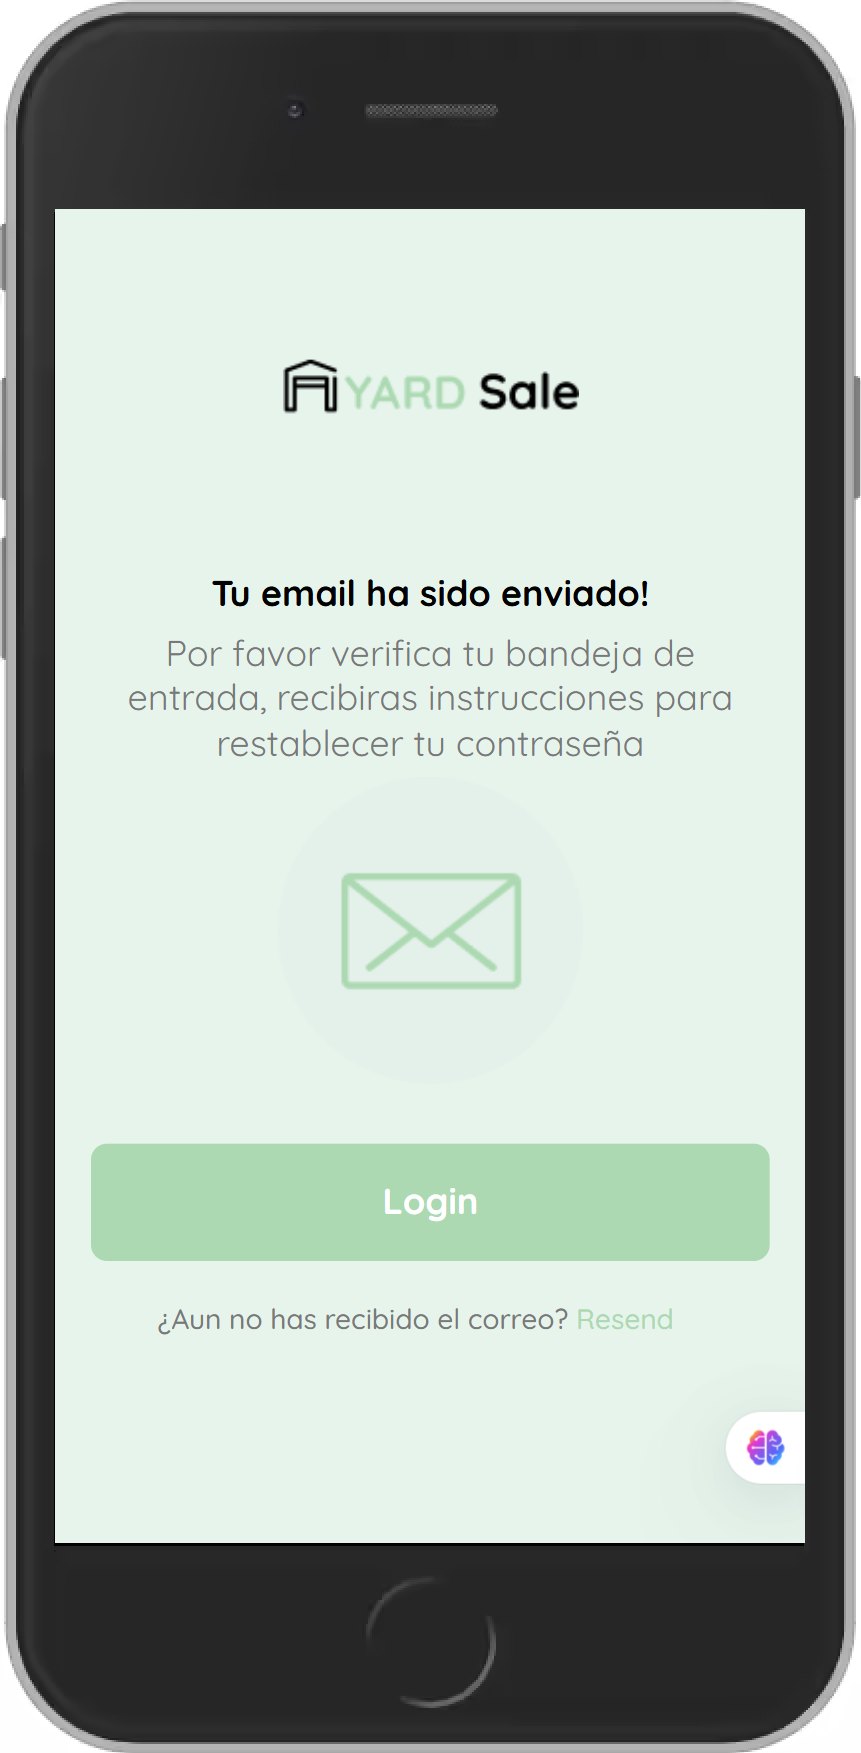 YARD Sale
Tu email ha sido enviado!
Por favor verifica tu bandeja de
entrada, recibiras instrucciones para
restablecer tu contraseña
Login
¿Aun no has recibido el correo? Resend